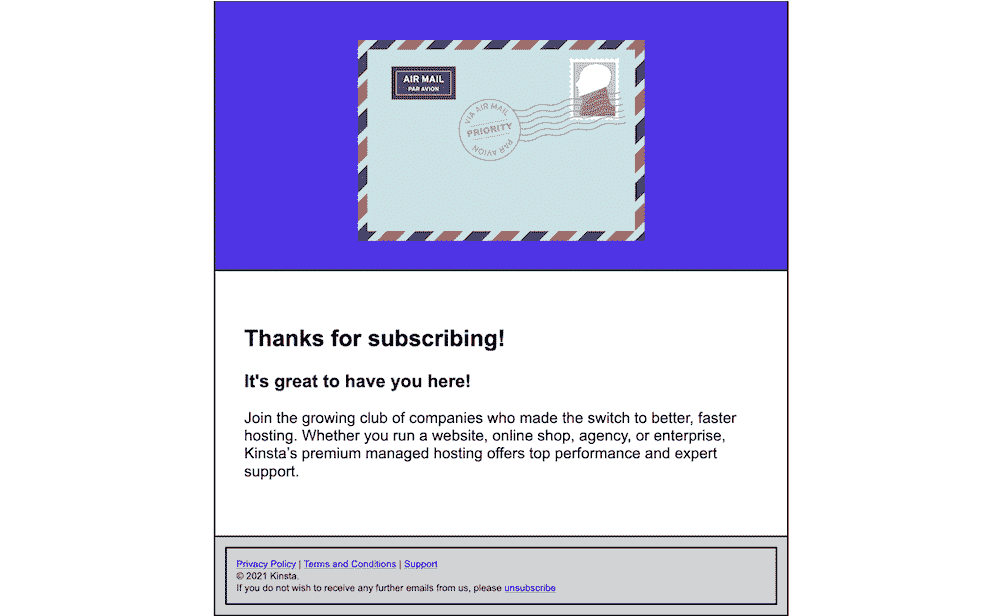 AIR MAIL
PAR AVION
VIA AIR MAIL
PRIORITY
PAR AVION
Thanks for subscribing!
It's great to have you here!
Join the growing club of companies who made the switch to better, faster
hosting. Whether you run a website, online shop, agency, or enterprise,
Kinsta’s premium managed hosting offers top performance and expert
support.
Privacy Policy | Terms and Conditions | Support
© 2021 Kinsta.
If you do not wish to receive any further emails from us, please unsubscribe